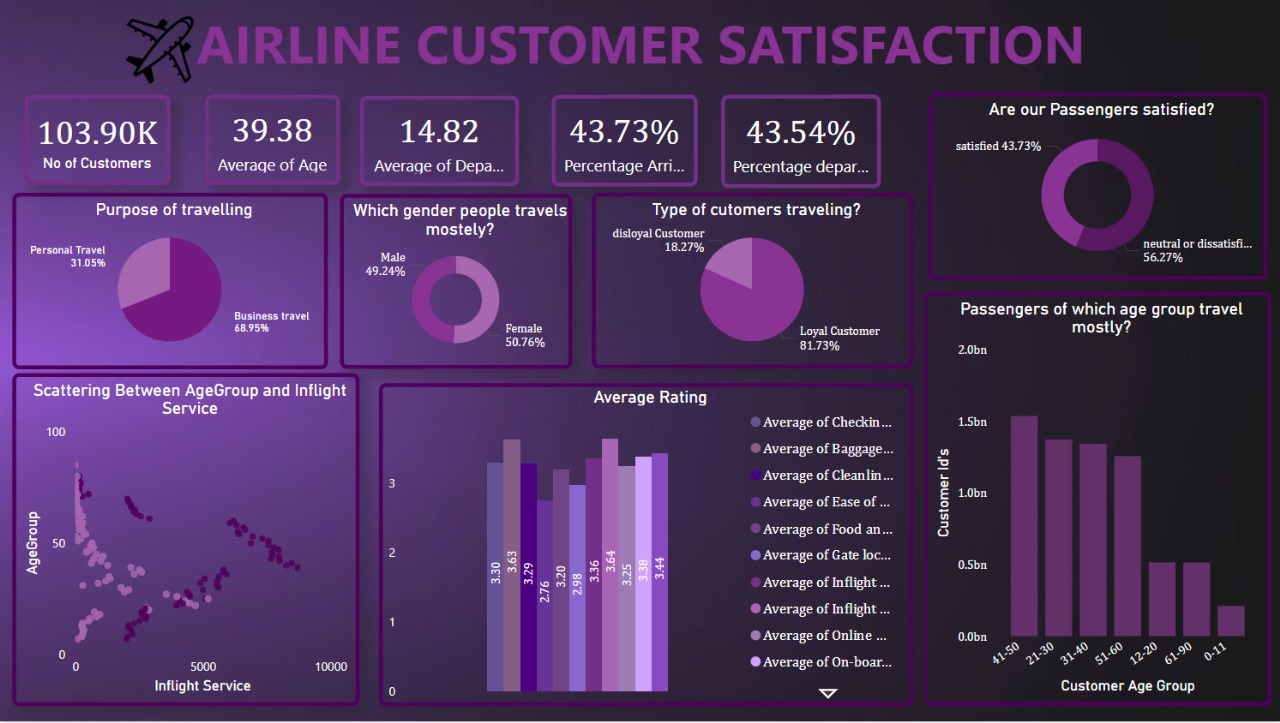 AIRLINE CUSTOMER SATISFACTION
103.90K
No of Customers
39.38
Average of Age
14.82
Average of Depa...
43.73%
Percentage Arri...
43.54%
Percentage depar...
Are our Passengers satisfied?
satisfied 43.73%
neutral or dissatisfi...
56.27%
Purpose of travelling
Personal Travel
31.05%
Business travel
68.95%
Which gender people travels
mostely?
Male
49.24%
Female
50.76%
Type of cutomers traveling?
disloyal Customer
18.27%
Loyal Customer
81.73%
Passengers of which age group travel
mostly?
2.0bn
1.5bn
1.0bn
0.5bn
0.0bn
Customer Id's
41-50
21-30
31-40
51-60
12-20
61-90
0-11
Customer Age Group
Scattering Between AgeGroup and Inflight
Service
100
50
0
AgeGroup
0
5000
10000
Inflight Service
Average Rating
3
2
1
0
3.30
3.63
3.29
2.76
3.20
2.98
3.36
3.64
3.25
3.38
3.44
Average of Checkin ...
Average of Baggage...
Average of Cleanlin ...
Average of Ease of ...
Average of Food an ...
Average of Gate loc...
Average of Inflight ...
Average of Inflight ...
Average of Online ...
Average of On-boar...